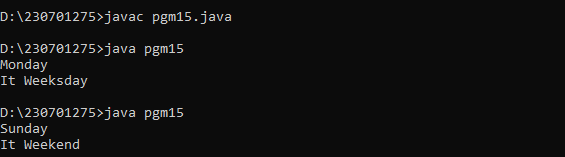 D:\230701275>javac pgm15.java
D:\230701275>java pgm15
Monday
It Weeksday
D:\230701275>java pgm15
Sunday
It Weekend